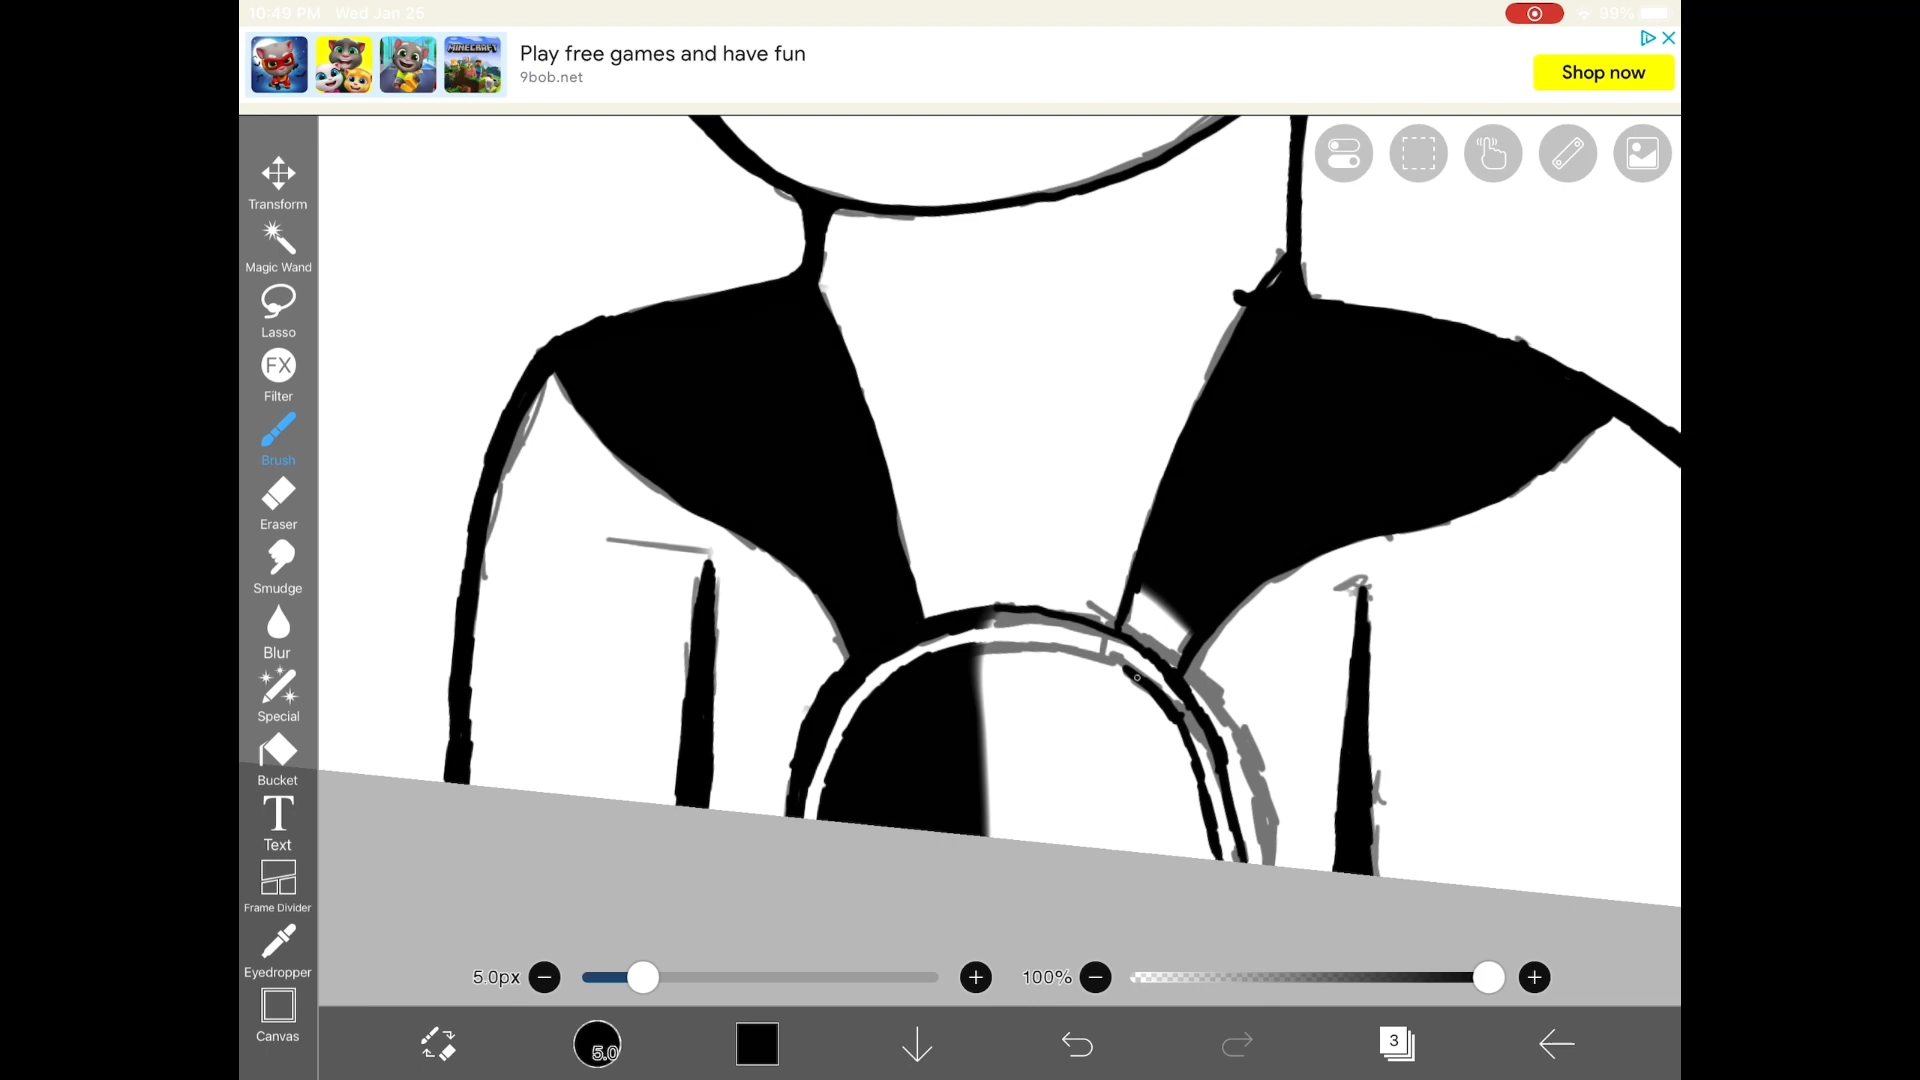 10:49 PM Wed Jan 25
99%
MINECRAFT
Play free games and have fun
9bob.net
Shop now
Transform
Magic Wand
Lasso
FX
Filter
Brush
Eraser
Smudge
Blur
Special
Bucket
T
Text
Frame Divider
Eyedropper
Canvas
5.0px
100%
5.0
3